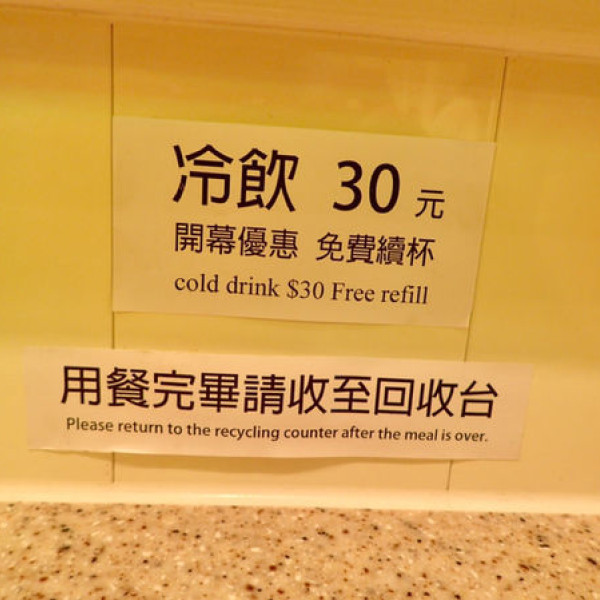 冷飲 30 元
開幕優惠 免費續杯
cold drink $30 Free refill
用餐完畢請收至回收台
Please return to the recycling counter after the meal is over.